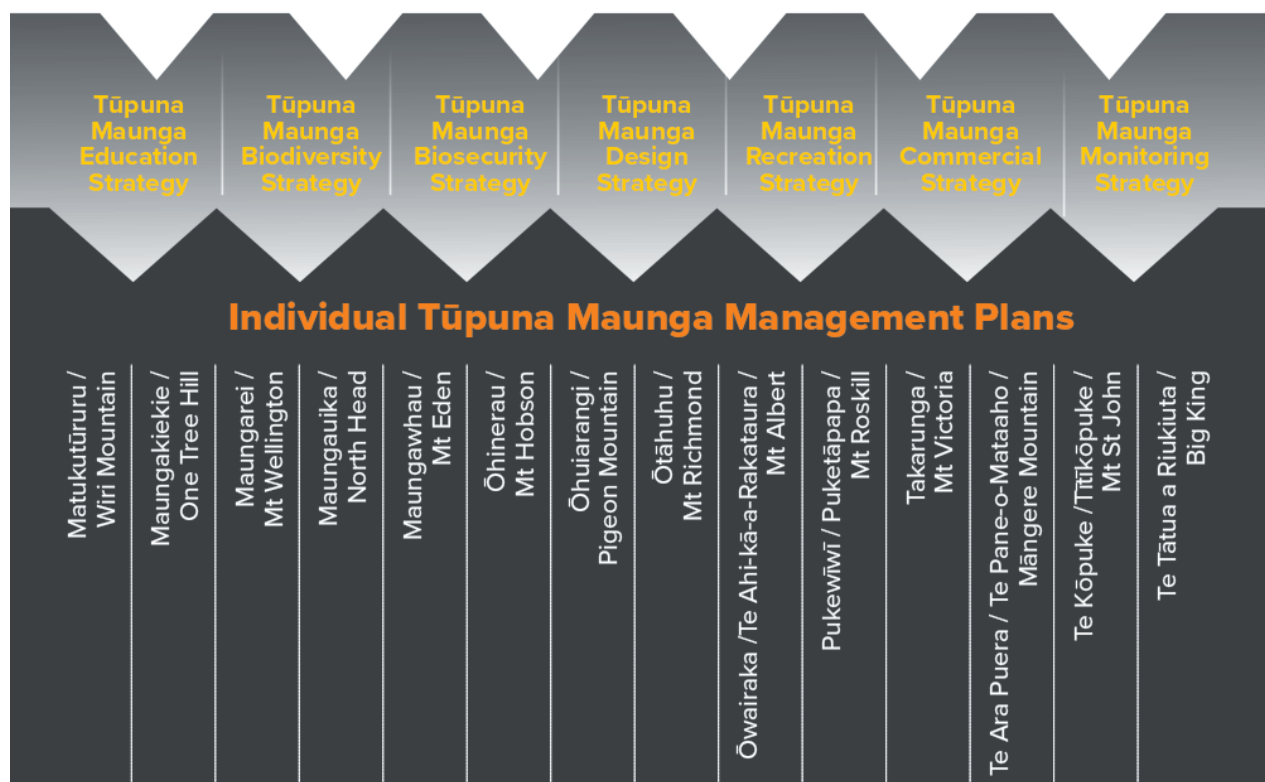 Tūpuna
Maunga
Education
Strategy
Tūpuna
Maunga
Biodiversity
Strategy
Tūpuna
Maunga
Biosecurity
Strategy
Tūpuna
Maunga
Design
Strategy
Tūpuna
Maunga
Recreation
Strategy
Tūpuna
Maunga
Commercial
Strategy
Tūpuna
Maunga
Monitoring
Strategy
Individual Tūpuna Maunga Management Plans
Matukutūruru /
Wiri Mountain
Maungakiekie /
One Tree Hill
Maungarei /
Mt Wellington
Maungauika /
North Head
Maungawhau /
Mt Eden
Ōhinerau /
Mt Hobson
Ōhuiarangi /
Pigeon Mountain
Ōtāhuhu /
Mt Richmond
Ōwairaka /Te Ahi-kā-a-Rakataura /
Mt Albert
Pukewīwī / Puketāpapa /
Mt Roskill
Takarunga /
Mt Victoria
Te Ara Puera / Te Pane-o-Mataaho /
Māngere Mountain
Te Kōpuke /Tītīkōpuke /
Mt St John
Te Tātua a Riukiuta /
Big King